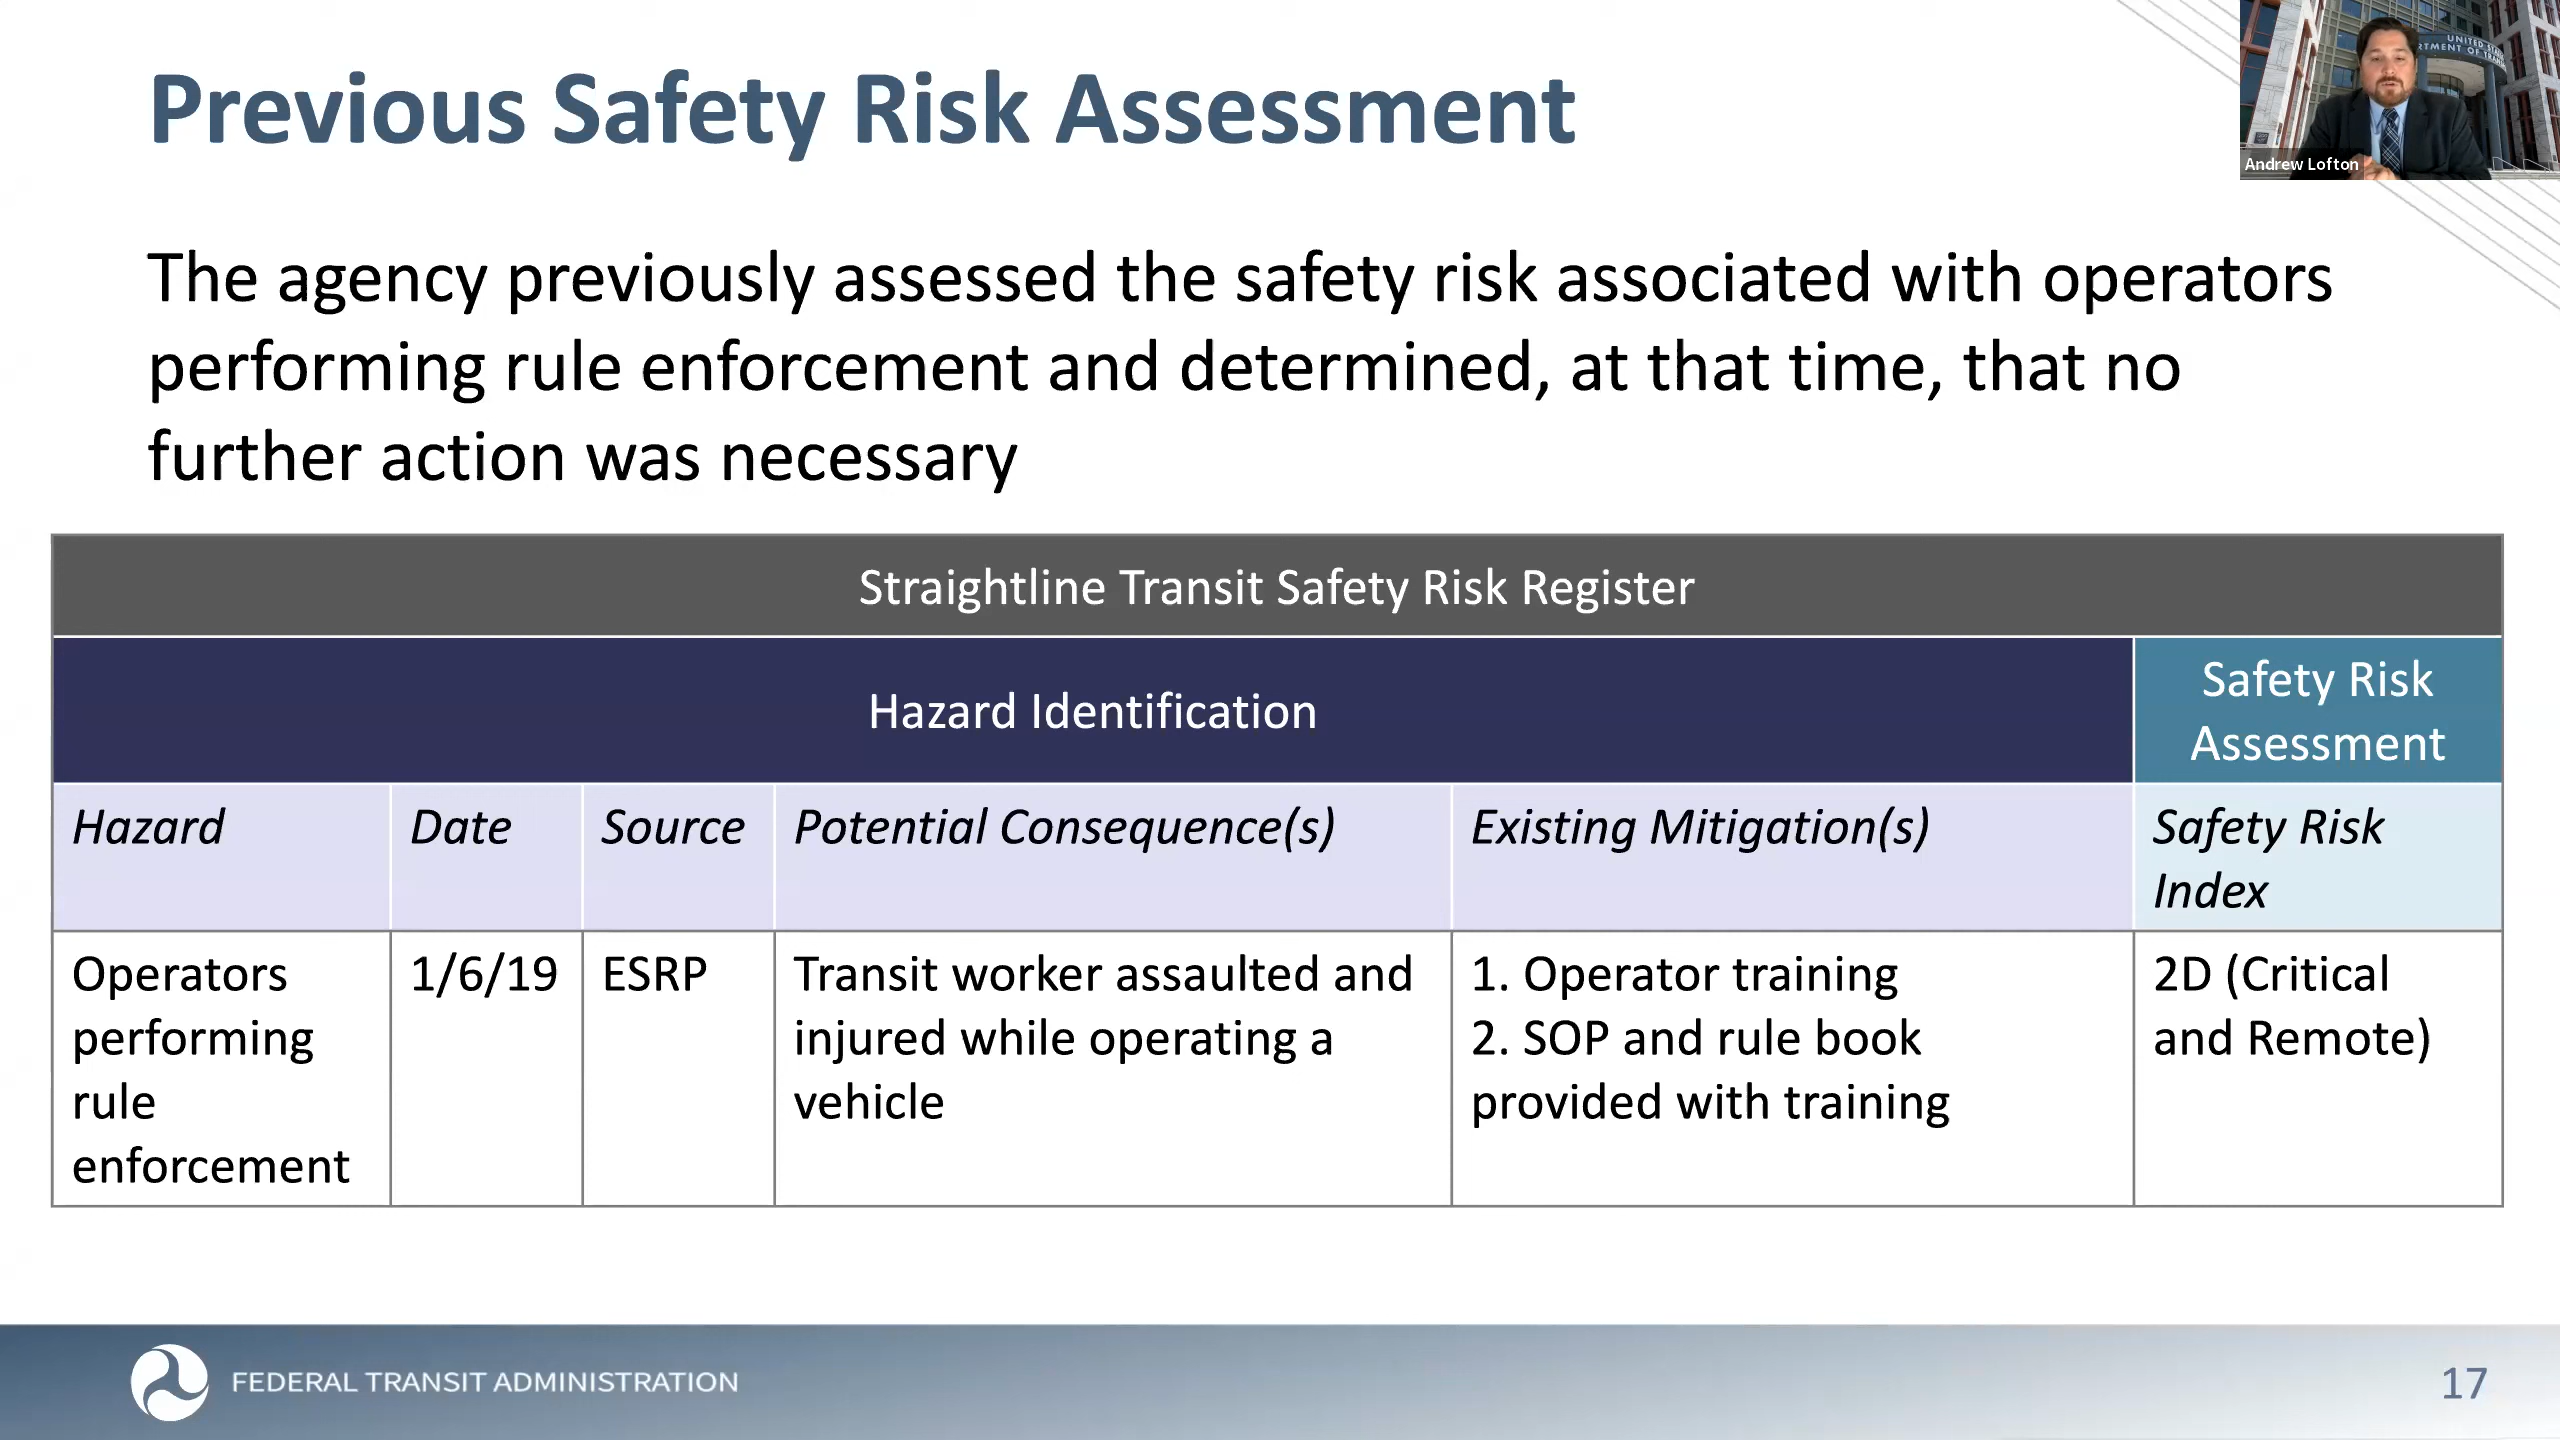 Previous Safety Risk Assessment
UNITED
RTMENT OF TRANS
Andrew Lofton
The agency previously assessed the safety risk associated with operators
performing rule enforcement and determined, at that time, that no
further action was necessary
Straightline Transit Safety Risk Register
Hazard Identification
Safety Risk
Assessment
Hazard
Date
Source
Potential Consequence(s)
Existing Mitigation(s)
Safety Risk
Index
Operators
performing
rule
enforcement
1/6/19
ESRP
Transit worker assaulted and
injured while operating a
vehicle
1. Operator training
2. SOP and rule book
provided with training
2D (Critical
and Remote)
FEDERAL TRANSIT ADMINISTRATION
17